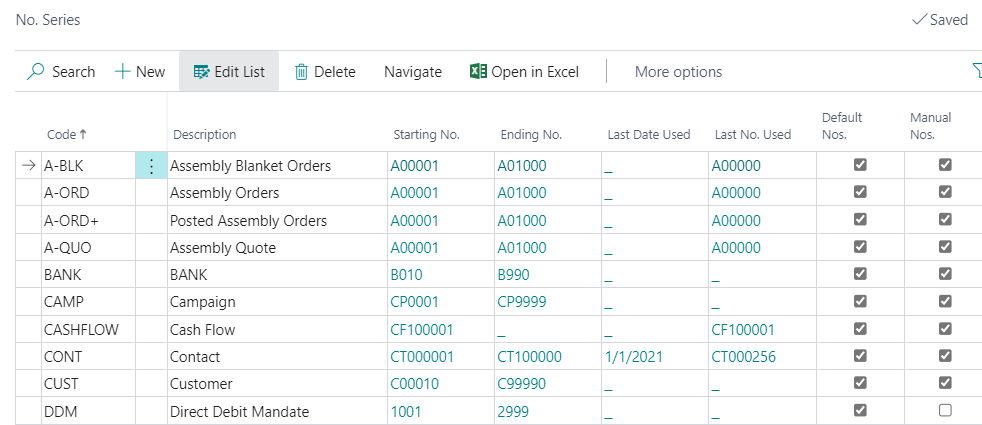 No. Series Saved
Search New Edit List Delete Navigate Open in Excel More options
Code Description Starting No. Ending No. Last Date Used Last No. Used Default Nos. Manual Nos.
A-BLK Assembly Blanket Orders A00001 A01000 _ A00000
A-ORD Assembly Orders A00001 A01000 _ A00000
A-ORD+ Posted Assembly Orders A00001 A01000 _ A00000
A-QUO Assembly Quote A00001 A01000 _ A00000
BANK BANK B010 B990 _ _
CAMP Campaign CP0001 CP9999 _ _
CASHFLOW Cash Flow CF100001 _ _ CF100001
CONT Contact CT000001 CT100000 1/1/2021 CT000256
CUST Customer C00010 C99990 _ _
DDM Direct Debit Mandate 1001 2999 _ _